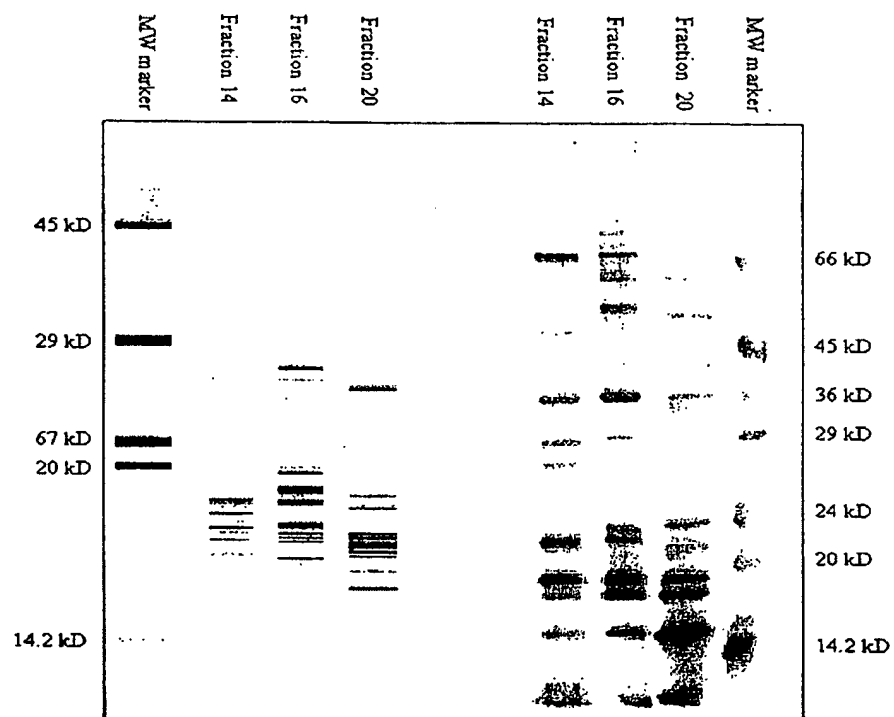 MW marker
Fraction 14
Fraction 16
Fraction 20
Fraction 14
Fraction 16
Fraction 20
MW marker
45 kD
29 kD
67 kD
20 kD
14.2 kD
66 kD
45 kD
36 kD
29 kD
24 kD
20 kD
14.2 kD